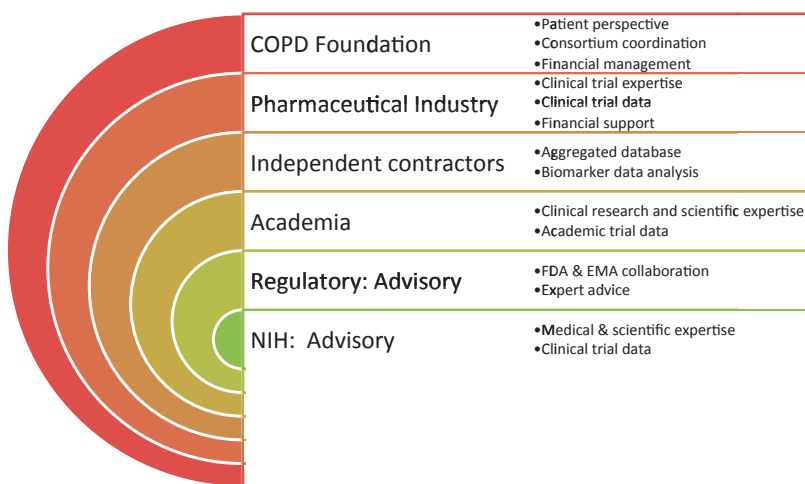 COPD Foundation
•Patient perspective
•Consortium coordination
•Financial management
Pharmaceutical Industry
•Clinical trial expertise
•Clinical trial data
•Financial support
Independent contractors
•Aggregated database
•Biomarker data analysis
Academia
•Clinical research and scientific expertise
•Academic trial data
Regulatory: Advisory
•FDA & EMA collaboration
•Expert advice
NIH: Advisory
•Medical & scientific expertise
•Clinical trial data